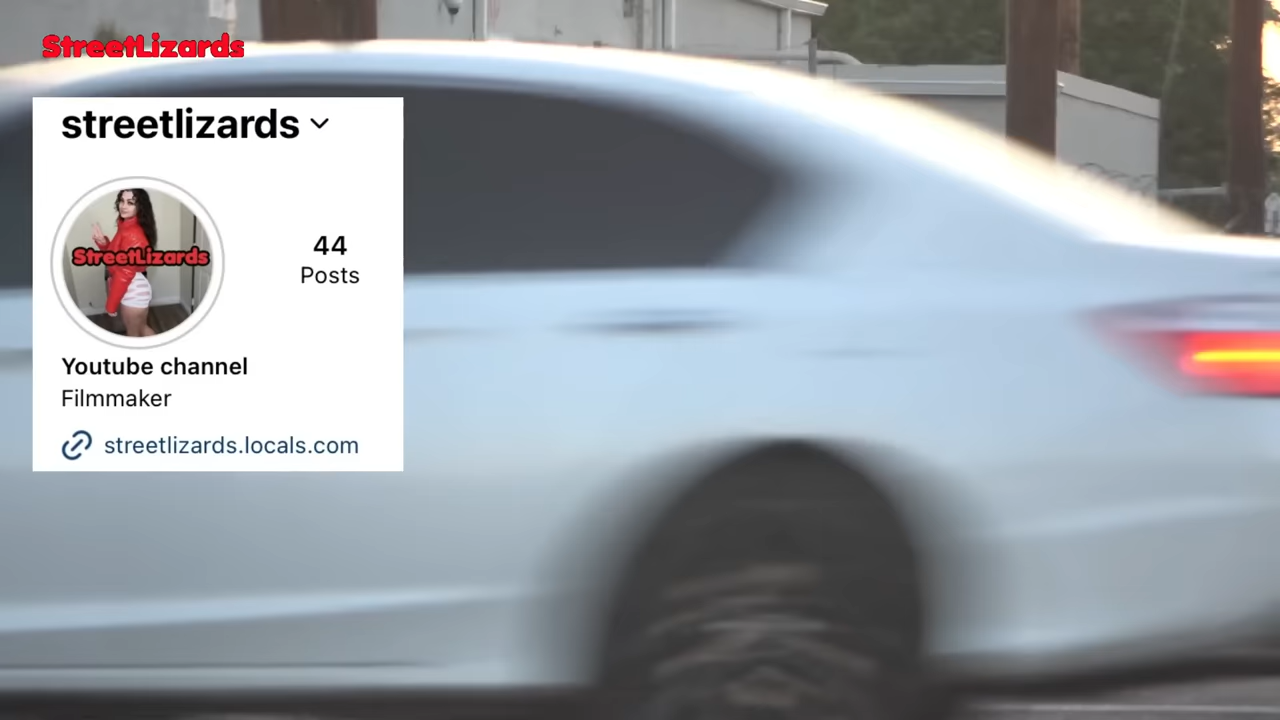 StreetLizards
streetlizards
StreetLizards
44
Posts
Youtube channel
Filmmaker
streetlizards.locals.com